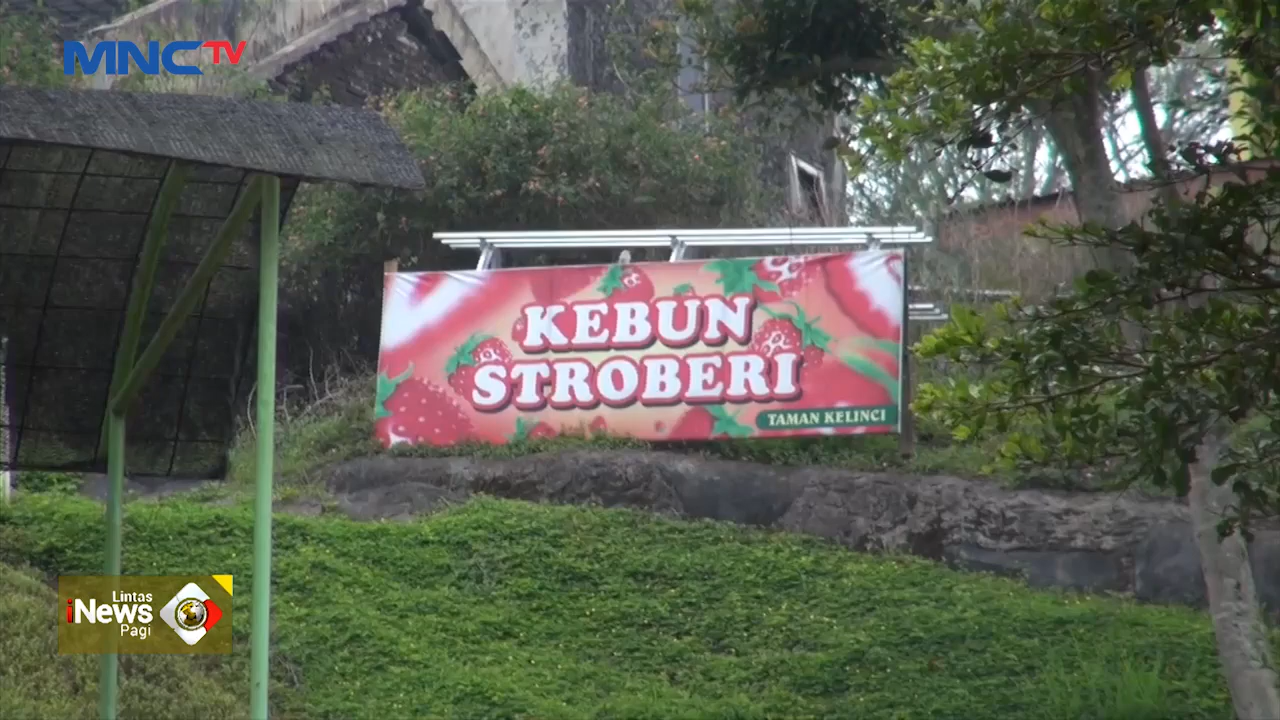 MNCTV
KEBUN
STROBERI
TAMAN KELINCI
Lintas
iNews
Pagi